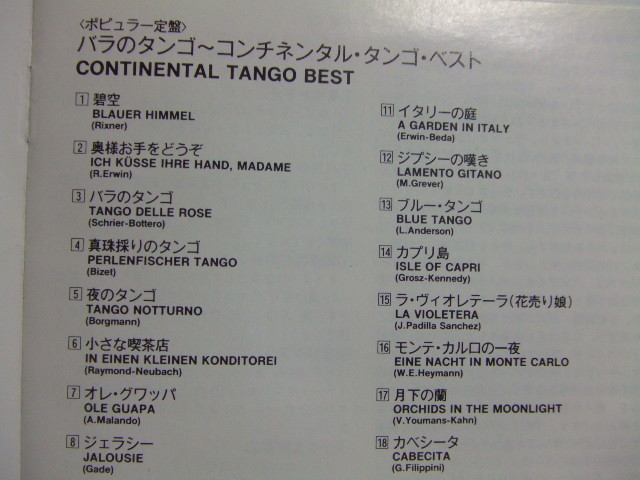 〈ポピュラー定盤〉
バラのタンゴ〜コンチネンタル・タンゴ・ベスト
CONTINENTAL TANGO BEST
1 碧空
BLAUER HIMMEL
(Rixner)
2 奥様お手をどうぞ
ICH KÜSSE IHRE HAND, MADAME
(R.Erwin)
3 バラのタンゴ
TANGO DELLE ROSE
(Schrier-Bottero)
4 真珠採りのタンゴ
PERLENFISCHER TANGO
(Bizet)
5 夜のタンゴ
TANGO NOTTURNO
(Borgmann)
6 小さな喫茶店
IN EINEN KLEINEN KONDITOREI
(Raymond-Neubach)
7 オレ・グワッパ
OLE GUAPA
(A.Malando)
8 ジェラシー
JALOUSIE
(Gade)
11 イタリーの庭
A GARDEN IN ITALY
(Erwin-Beda)
12 ジプシーの嘆き
LAMENTO GITANO
(M.Grever)
13 ブルー・タンゴ
BLUE TANGO
(L.Anderson)
14 カプリ島
ISLE OF CAPRI
(Grosz-Kennedy)
15 ラ・ヴィオレテーラ(花売り娘)
LA VIOLETERA
(J.Padilla Sanchez)
16 モンテ・カルロの一夜
EINE NACHT IN MONTE CARLO
(W.E.Heymann)
17 月下の蘭
ORCHIDS IN THE MOONLIGHT
(V.Youmans-Kahn)
18 カベシータ
CABECITA
(G.Filippini)